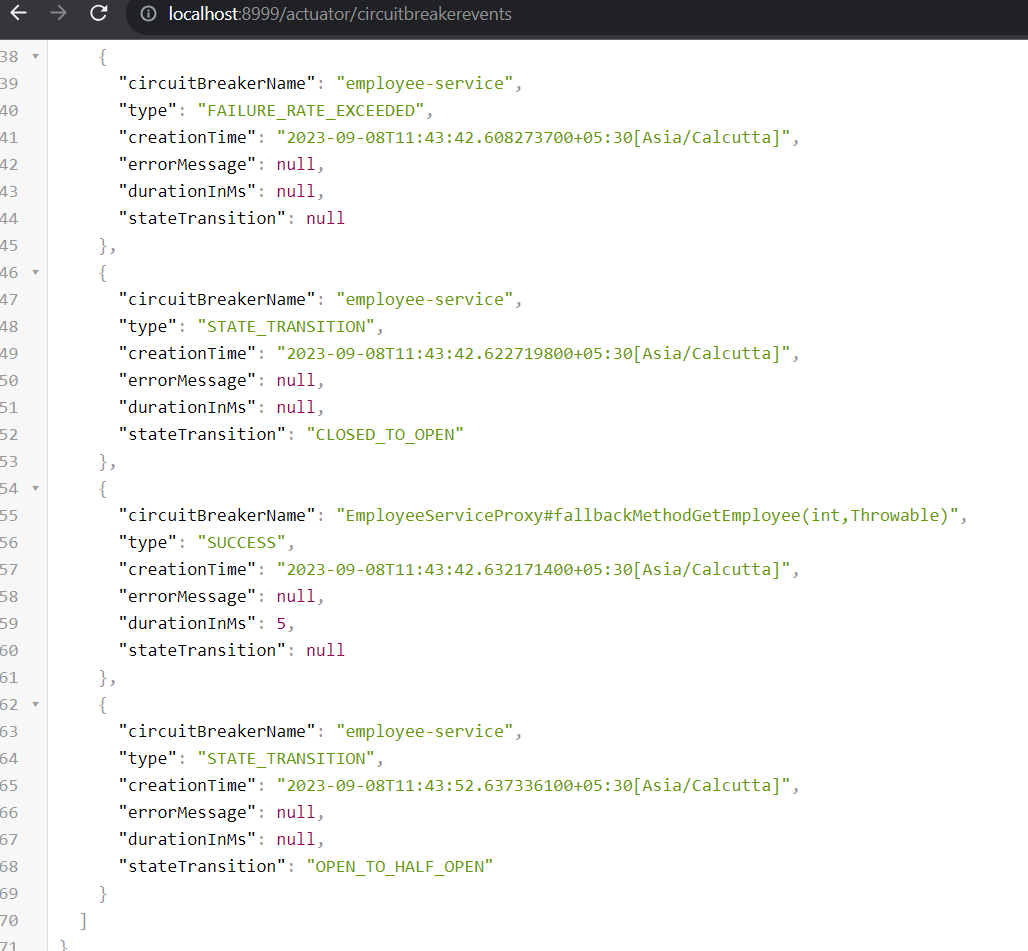 localhost:8999/actuator/circuitbreakerevents
38 {
39 "circuitBreakerName": "employee-service",
40 "type": "FAILURE_RATE_EXCEEDED",
41 "creationTime": "2023-09-08T11:43:42.608273700+05:30[Asia/Calcutta]",
42 "errorMessage": null,
43 "durationInMs": null,
44 "stateTransition": null
45 },
46 {
47 "circuitBreakerName": "employee-service",
48 "type": "STATE_TRANSITION",
49 "creationTime": "2023-09-08T11:43:42.622719800+05:30[Asia/Calcutta]",
50 "errorMessage": null,
51 "durationInMs": null,
52 "stateTransition": "CLOSED_TO_OPEN"
53 },
54 {
55 "circuitBreakerName": "EmployeeServiceProxy#fallbackMethodGetEmployee(int,Throwable)",
56 "type": "SUCCESS",
57 "creationTime": "2023-09-08T11:43:42.632171400+05:30[Asia/Calcutta]",
58 "errorMessage": null,
59 "durationInMs": 5,
60 "stateTransition": null
61 },
62 {
63 "circuitBreakerName": "employee-service",
64 "type": "STATE_TRANSITION",
65 "creationTime": "2023-09-08T11:43:52.637336100+05:30[Asia/Calcutta]",
66 "errorMessage": null,
67 "durationInMs": null,
68 "stateTransition": "OPEN_TO_HALF_OPEN"
69 }
70 ]
71 }